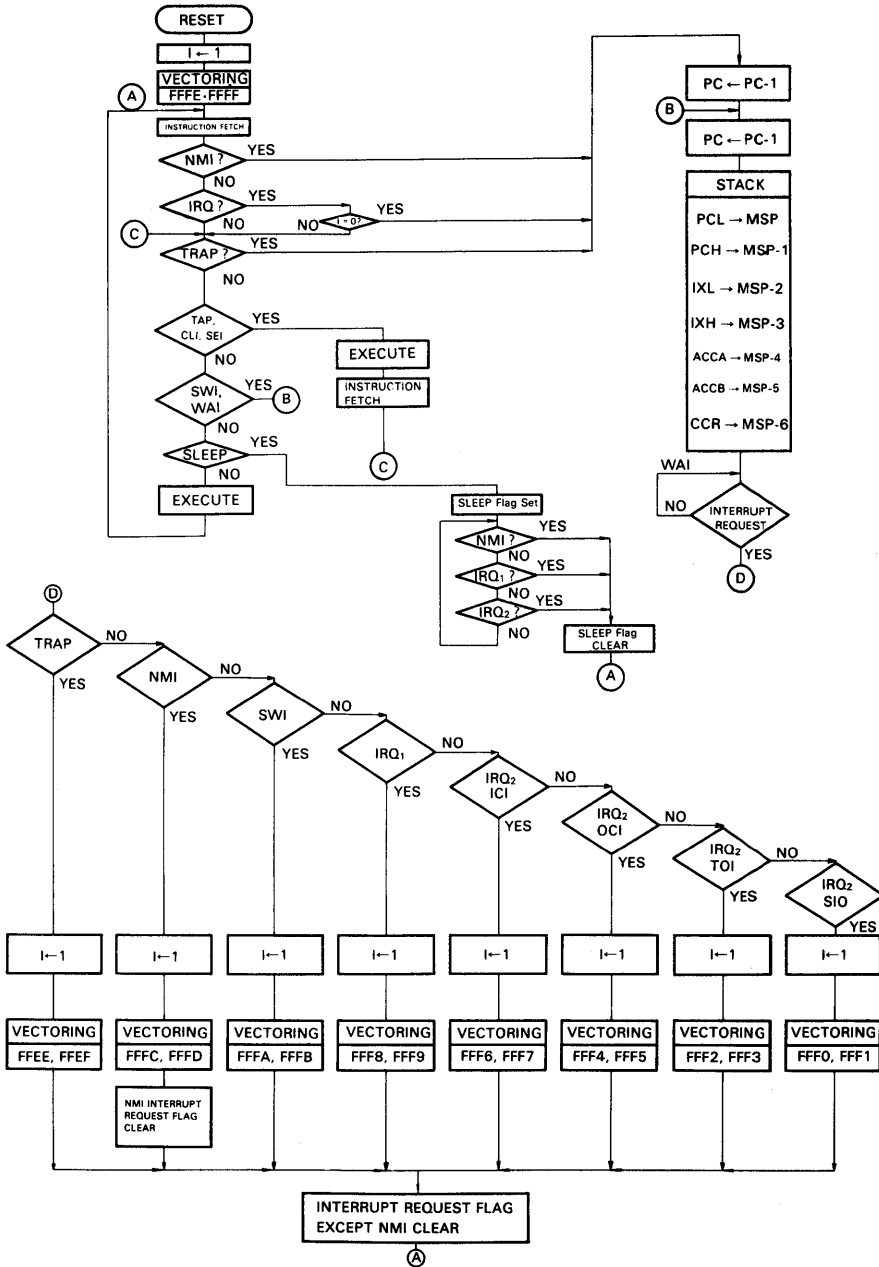 RESET
I ← 1
VECTORING
FFFE · FFFF
A
INSTRUCTION FETCH
NMI ?
YES
NO
IRQ ?
YES
NO
I = 0?
YES
NO
C
TRAP ?
YES
NO
TAP,
CLI, SEI
YES
NO
EXECUTE
INSTRUCTION
FETCH
C
SWI,
WAI
YES
B
NO
SLEEP
YES
NO
EXECUTE
PC ← PC-1
B
PC ← PC-1
STACK
PCL → MSP
PCH → MSP-1
IXL → MSP-2
IXH → MSP-3
ACCA → MSP-4
ACCB → MSP-5
CCR → MSP-6
WAI
NO
INTERRUPT
REQUEST
YES
D
SLEEP Flag Set
NMI ?
YES
NO
IRQ₁ ?
YES
NO
IRQ₂ ?
YES
NO
SLEEP Flag
CLEAR
A
D
TRAP
NO
YES
NMI
NO
YES
SWI
NO
YES
IRQ₁
NO
YES
IRQ₂
ICI
NO
YES
IRQ₂
OCI
NO
YES
IRQ₂
TOI
NO
YES
IRQ₂
SIO
YES
I←1
I←1
I←1
I←1
I←1
I←1
I←1
I←1
VECTORING
FFEE, FFEF
VECTORING
FFFC, FFFD
VECTORING
FFFA, FFFB
VECTORING
FFF8, FFF9
VECTORING
FFF6, FFF7
VECTORING
FFF4, FFF5
VECTORING
FFF2, FFF3
VECTORING
FFF0, FFF1
NMI INTERRUPT
REQUEST FLAG
CLEAR
INTERRUPT REQUEST FLAG
EXCEPT NMI CLEAR
A